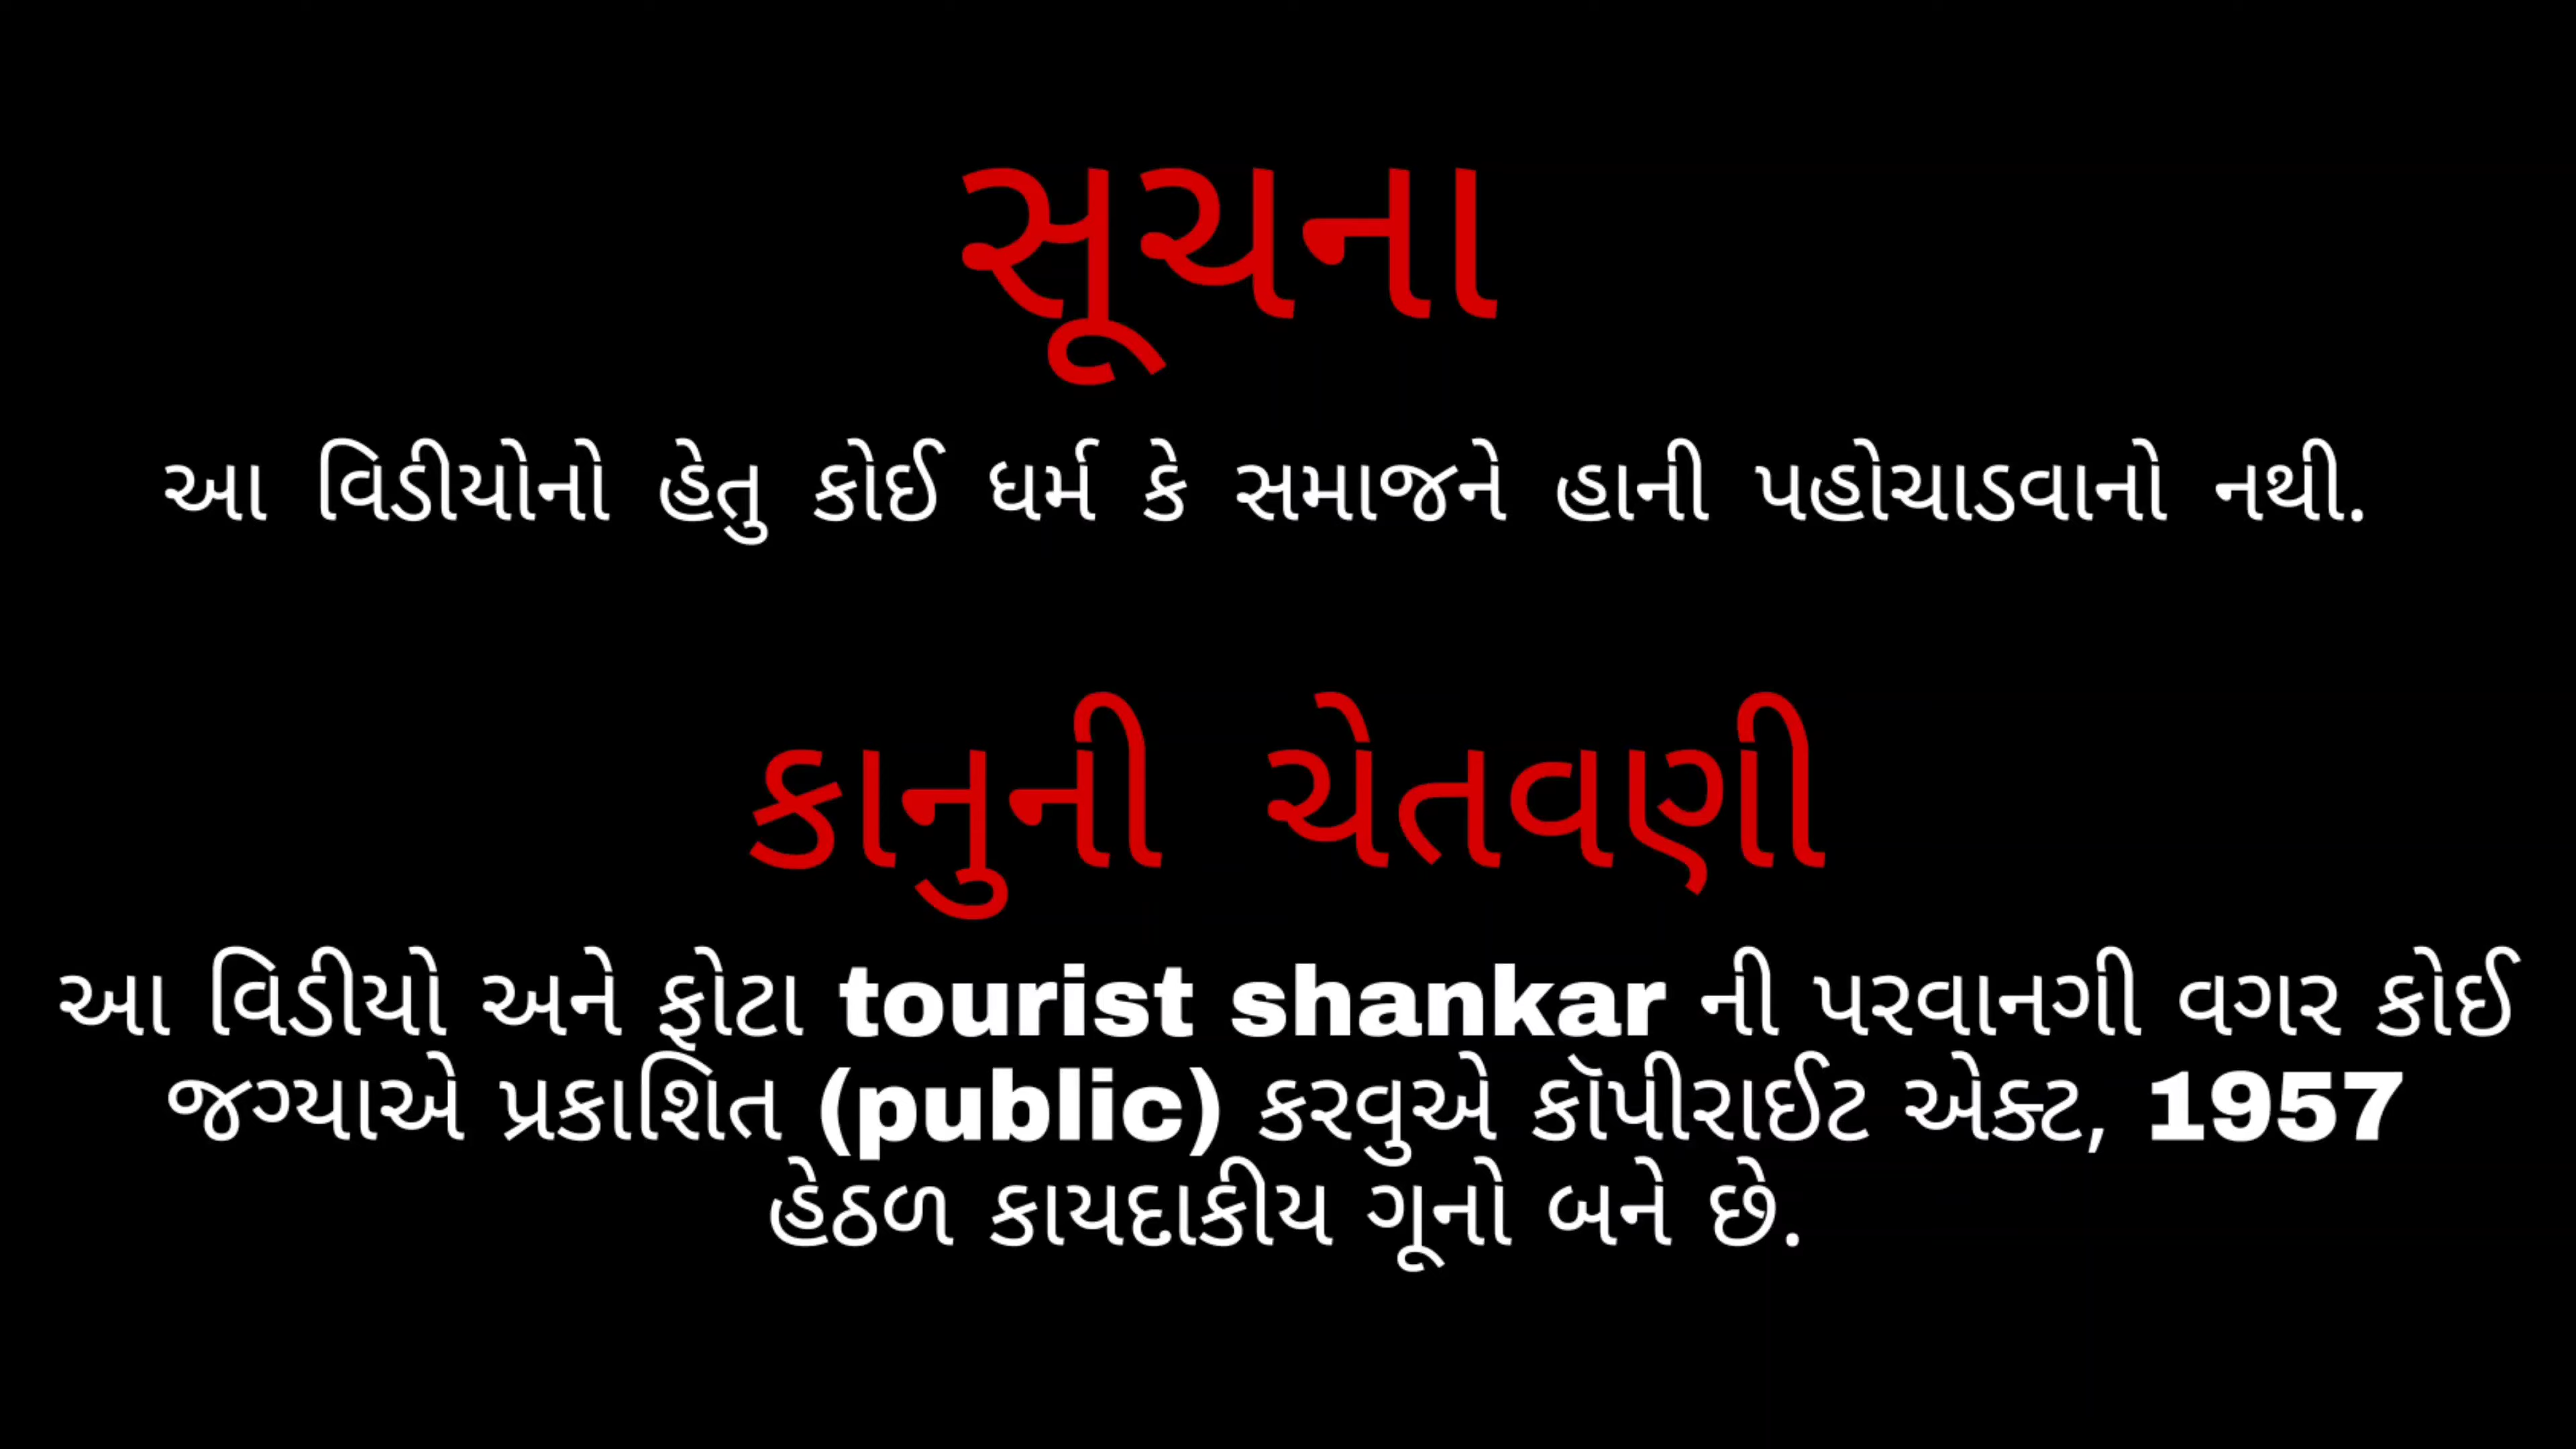 સૂચના
આ વિડીયોનો હેતુ કોઈ ધર્મ કે સમાજને હાની પહોચાડવાનો નથી.
કાનુની ચેતવણી
આ વિડીયો અને ફોટા tourist shankar ની પરવાનગી વગર કોઈ
જગ્યાએ પ્રકાશિત (public) કરવુએ કૉપીરાઈટ એક્ટ, 1957
હેઠળ કાયદાકીય ગૂનો બને છે.